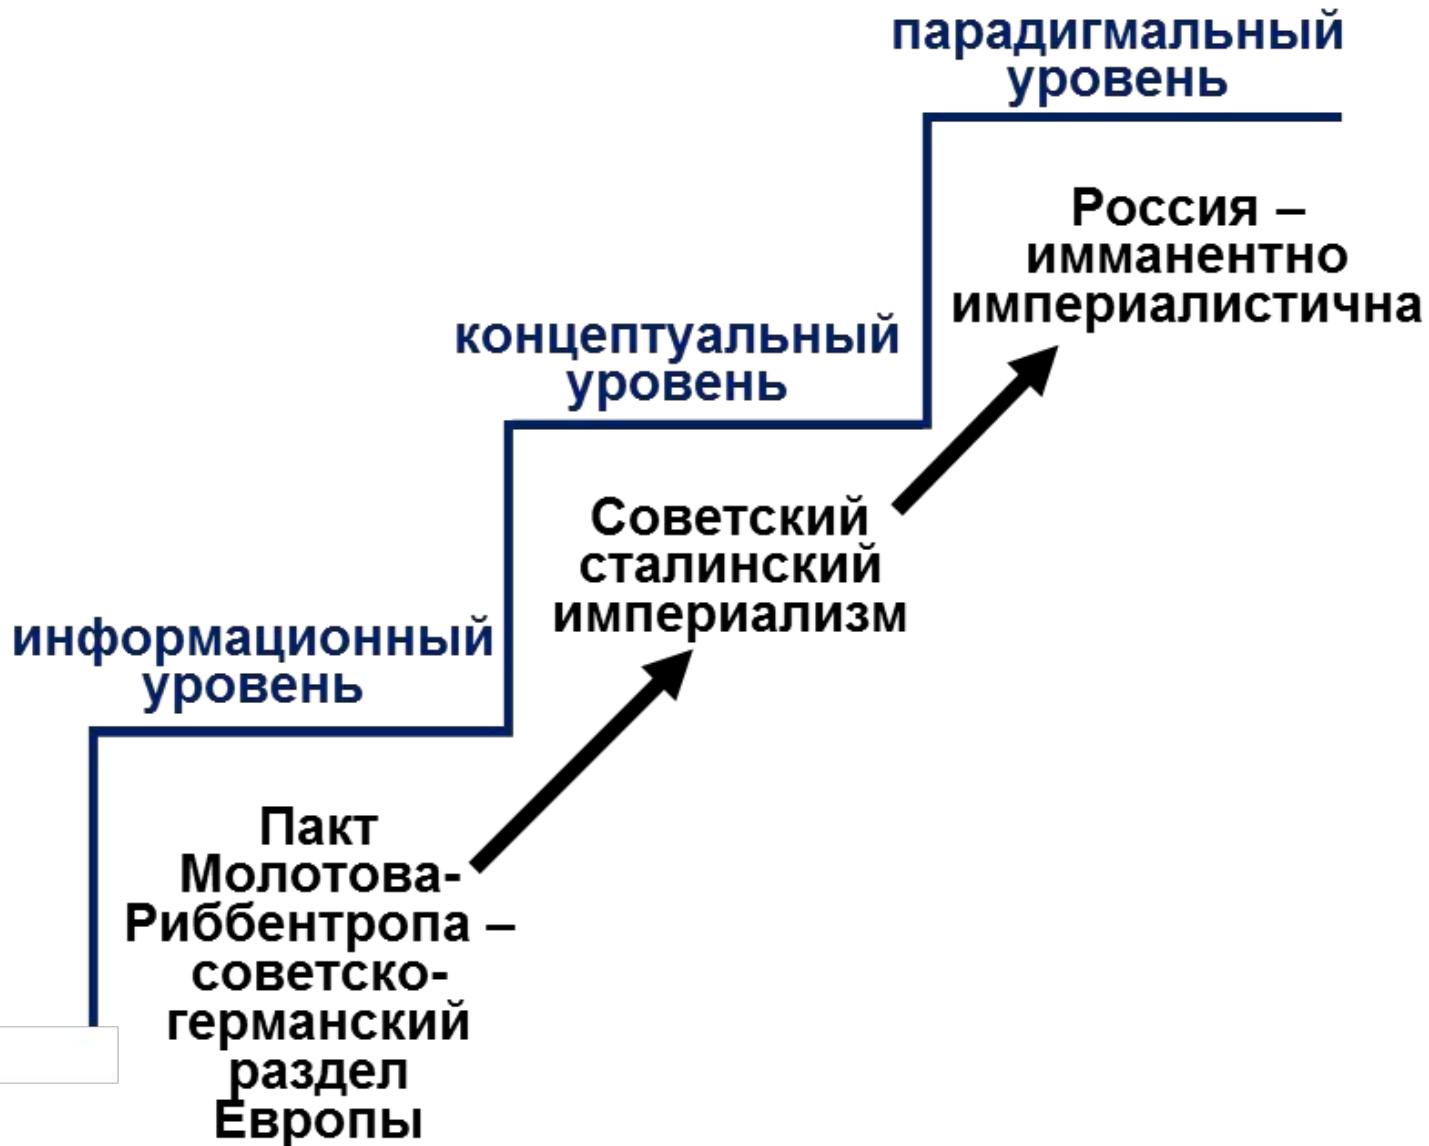 парадигмальный
уровень
Россия –
имманентно
империалистична
концептуальный
уровень
Советский
сталинский
империализм
информационный
уровень
Пакт
Молотова-
Риббентропа –
советско-
германский
раздел
Европы